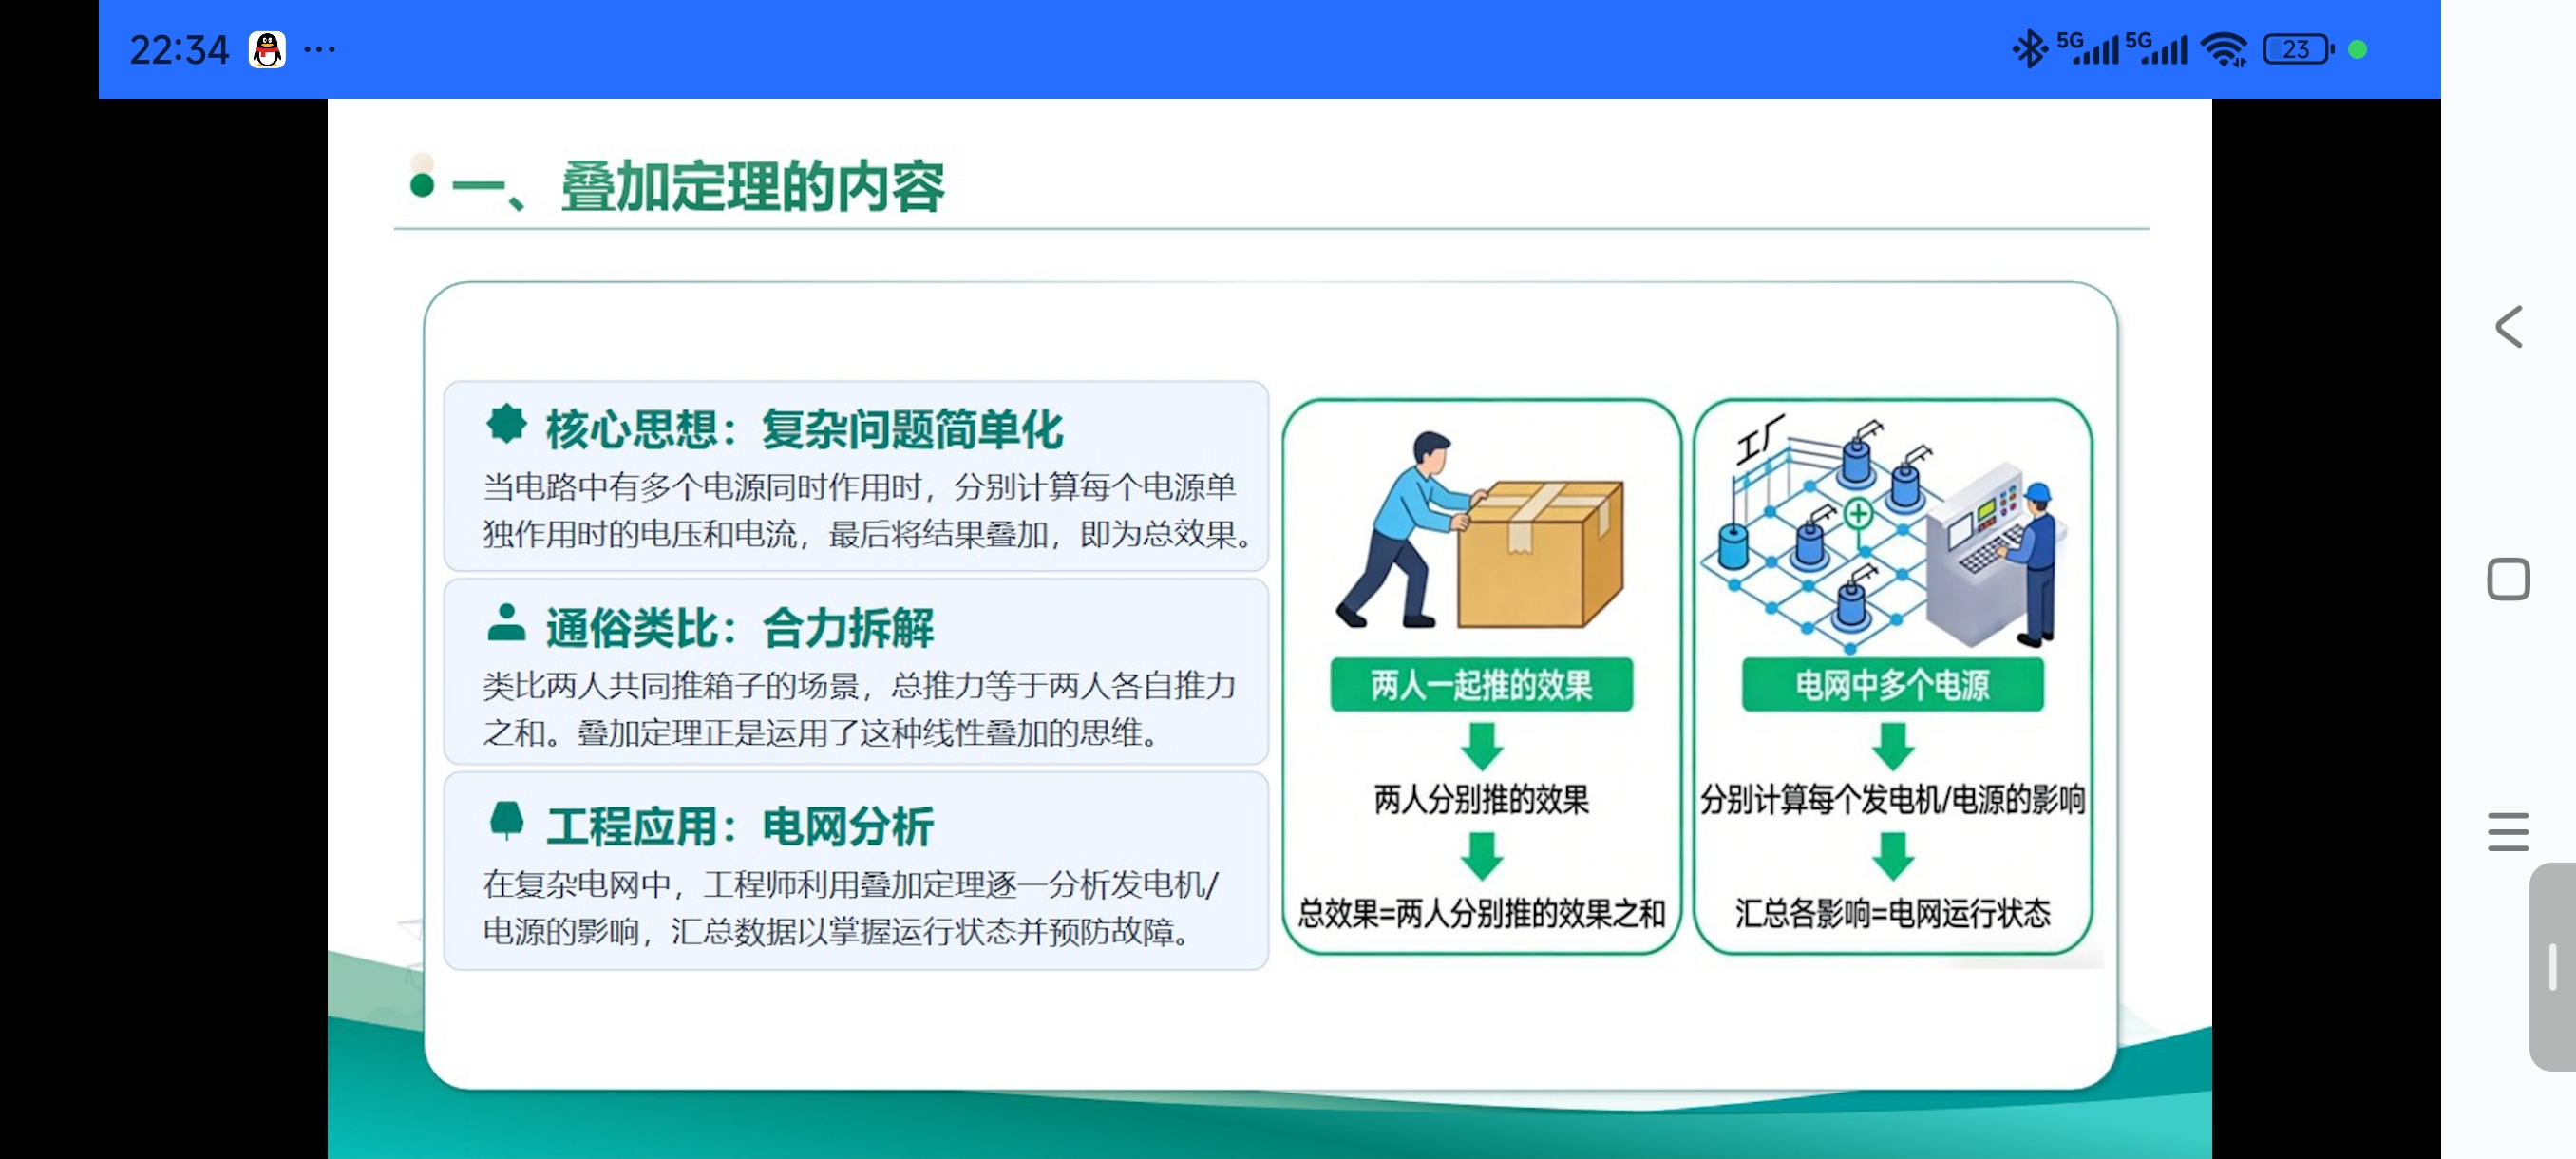 22:34
5G
5G
23
一、叠加定理的内容
核心思想：复杂问题简单化
当电路中有多个电源同时作用时，分别计算每个电源单
独作用时的电压和电流，最后将结果叠加，即为总效果。
通俗类比：合力拆解
类比两人共同推箱子的场景，总推力等于两人各自推力
之和。叠加定理正是运用了这种线性叠加的思维。
工程应用：电网分析
在复杂电网中，工程师利用叠加定理逐一分析发电机/
电源的影响，汇总数据以掌握运行状态并预防故障。
两人一起推的效果
两人分别推的效果
总效果=两人分别推的效果之和
工厂
电网中多个电源
分别计算每个发电机/电源的影响
汇总各影响=电网运行状态